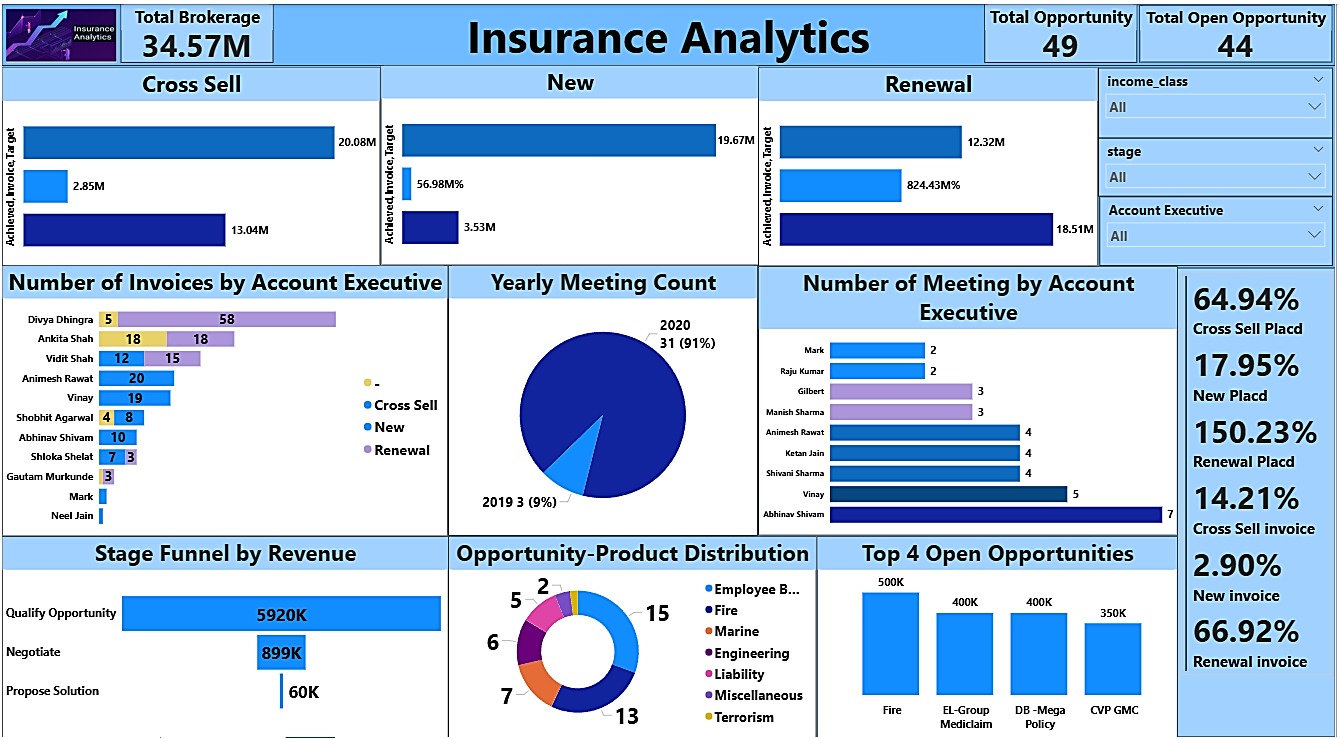 Insurance
Analytics
Total Brokerage
34.57M
Insurance Analytics
Total Opportunity
49
Total Open Opportunity
44
Cross Sell
Achieved, Invoice, Target
20.08M
2.85M
13.04M
New
Achieved, Invoice, Target
19.67M
56.98M%
3.53M
Renewal
Achieved, Invoice, Target
12.32M
824.43M%
18.51M
income_class
All
stage
All
Account Executive
All
Number of Invoices by Account Executive
Divya Dhingra 5 58
Ankita Shah 18 18
Vidit Shah 12 15
Animesh Rawat 20
Vinay 19
Shobhit Agarwal 4 8
Abhinav Shivam 10
Shloka Shelat 7 3
Gautam Murkunde 3
Mark
Neel Jain
-
Cross Sell
New
Renewal
Yearly Meeting Count
2020
31 (91%)
2019 3 (9%)
Number of Meeting by Account
Executive
Mark 2
Raju Kumar 2
Gilbert 3
Manish Sharma 3
Animesh Rawat 4
Ketan Jain 4
Shivani Sharma 4
Vinay 5
Abhinav Shivam 7
64.94%
Cross Sell Placd
17.95%
New Placd
150.23%
Renewal Placd
14.21%
Cross Sell invoice
2.90%
New invoice
66.92%
Renewal invoice
Stage Funnel by Revenue
Qualify Opportunity 5920K
Negotiate 899K
Propose Solution 60K
Opportunity-Product Distribution
2
5
6
7
13
15
Employee B...
Fire
Marine
Engineering
Liability
Miscellaneous
Terrorism
Top 4 Open Opportunities
500K
400K
400K
350K
Fire
EL-Group
Mediclaim
DB -Mega
Policy
CVP GMC